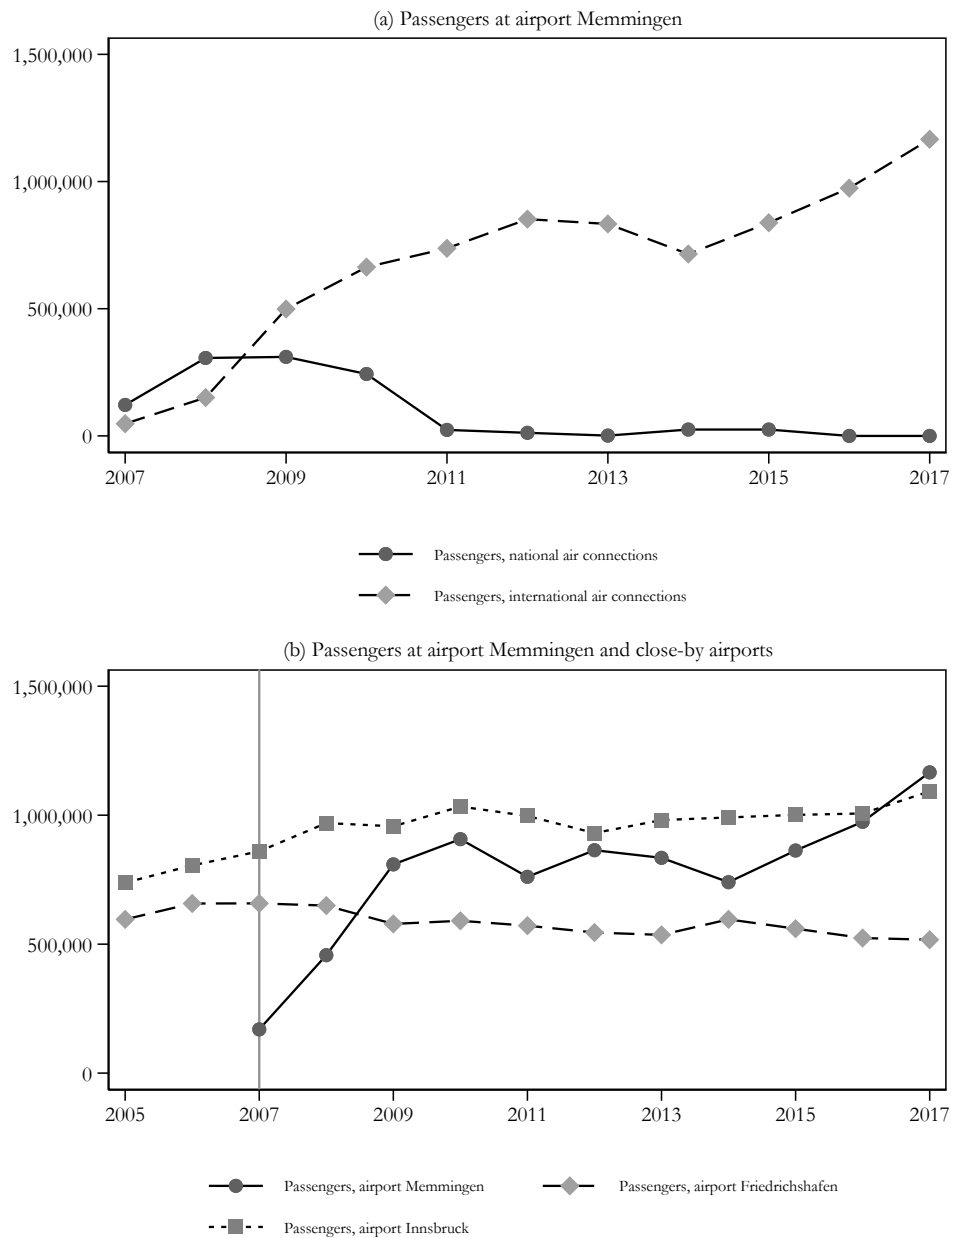 (a) Passengers at airport Memmingen
1,500,000
1,000,000
500,000
0
2007 2009 2011 2013 2015 2017
Passengers, national air connections
Passengers, international air connections
(b) Passengers at airport Memmingen and close-by airports
1,500,000
1,000,000
500,000
0
2005 2007 2009 2011 2013 2015 2017
Passengers, airport Memmingen Passengers, airport Friedrichshafen
Passengers, airport Innsbruck